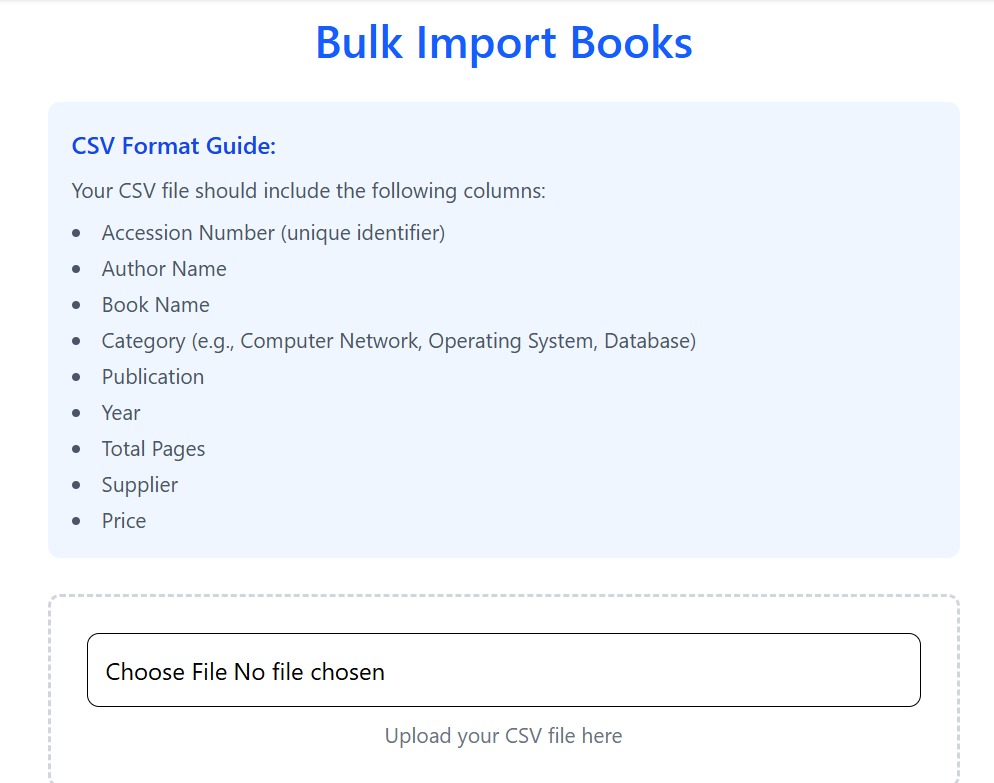 Bulk Import Books
CSV Format Guide:
Your CSV file should include the following columns:
Accession Number (unique identifier)
Author Name
Book Name
Category (e.g., Computer Network, Operating System, Database)
Publication
Year
Total Pages
Supplier
Price
Choose File No file chosen
Upload your CSV file here